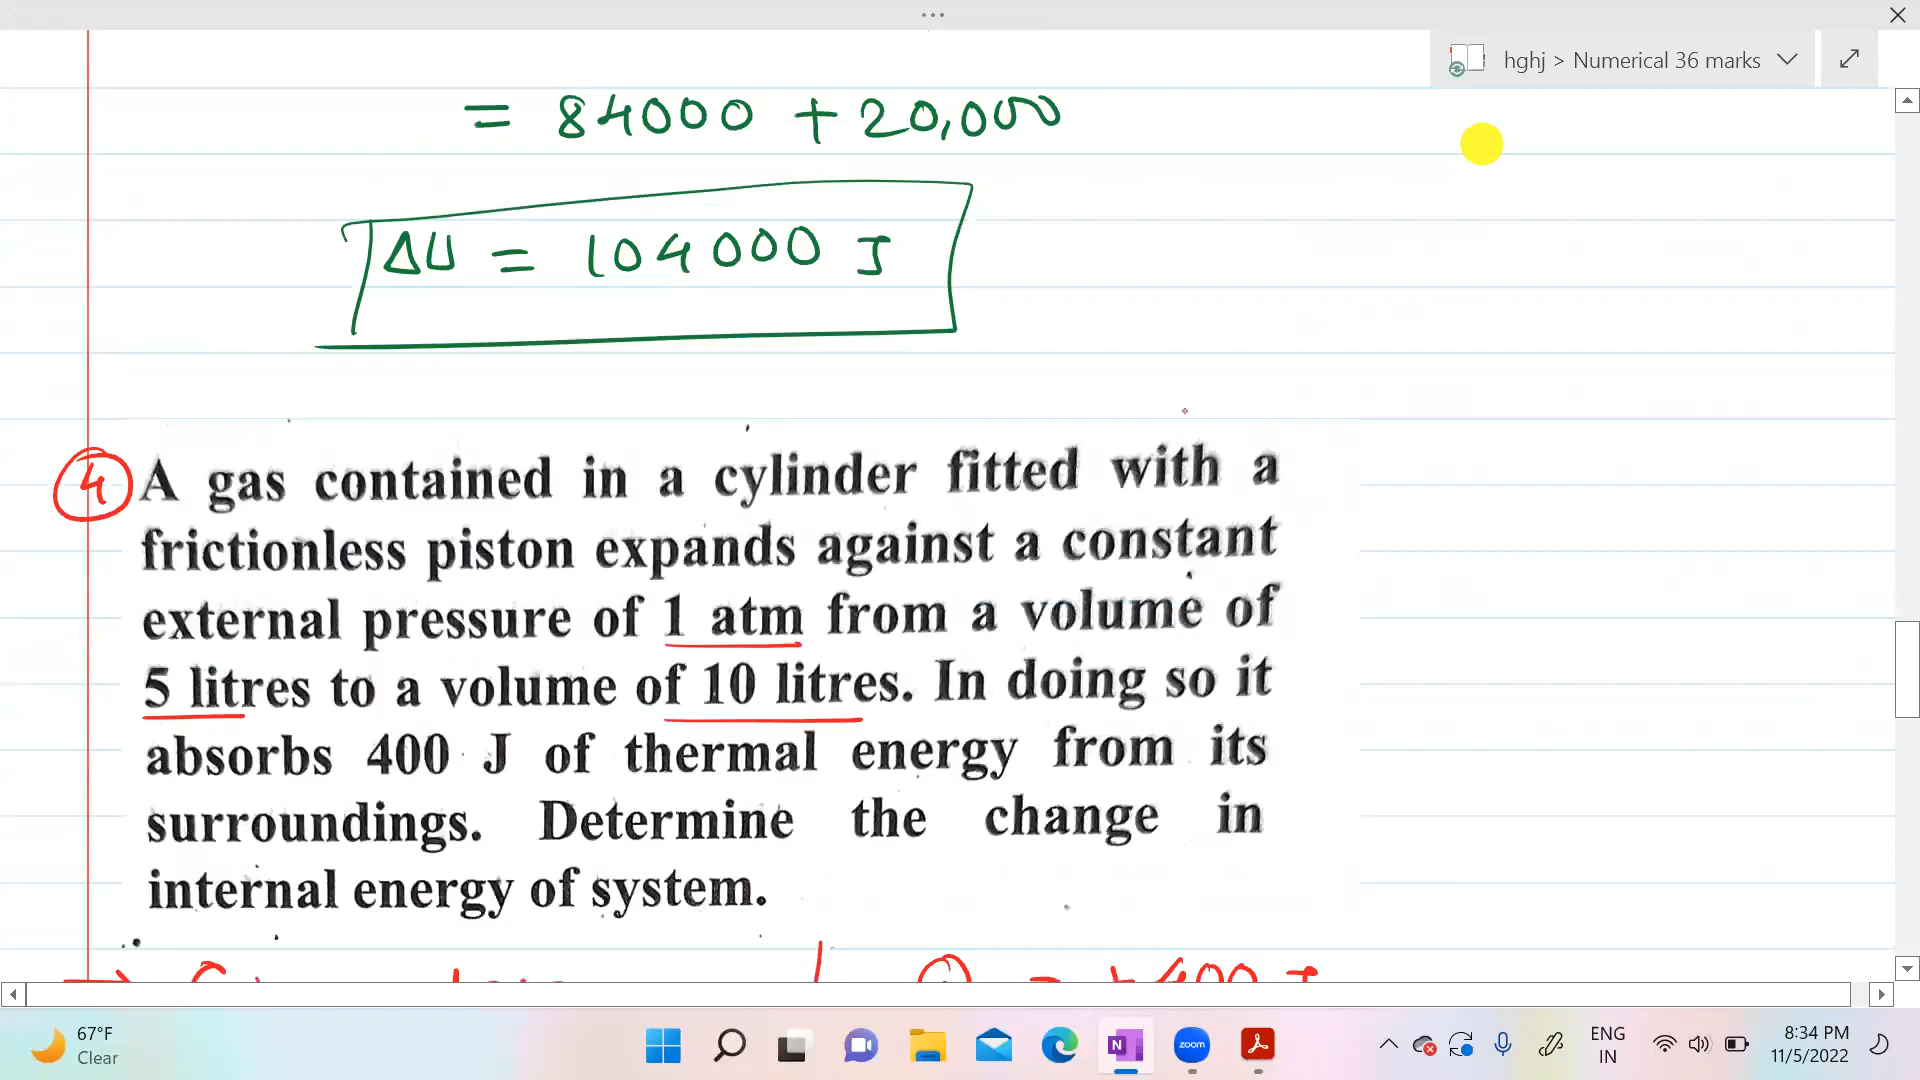 hghj > Numerical 36 marks
= 84000 + 20,000
ΔU = 104000 J
4 A gas contained in a cylinder fitted with a
frictionless piston expands against a constant
external pressure of 1 atm from a volume of
5 litres to a volume of 10 litres. In doing so it
absorbs 400 J of thermal energy from its
surroundings. Determine the change in
internal energy of system.
67°F
Clear
N
zoom
ENG
IN
8:34 PM
11/5/2022